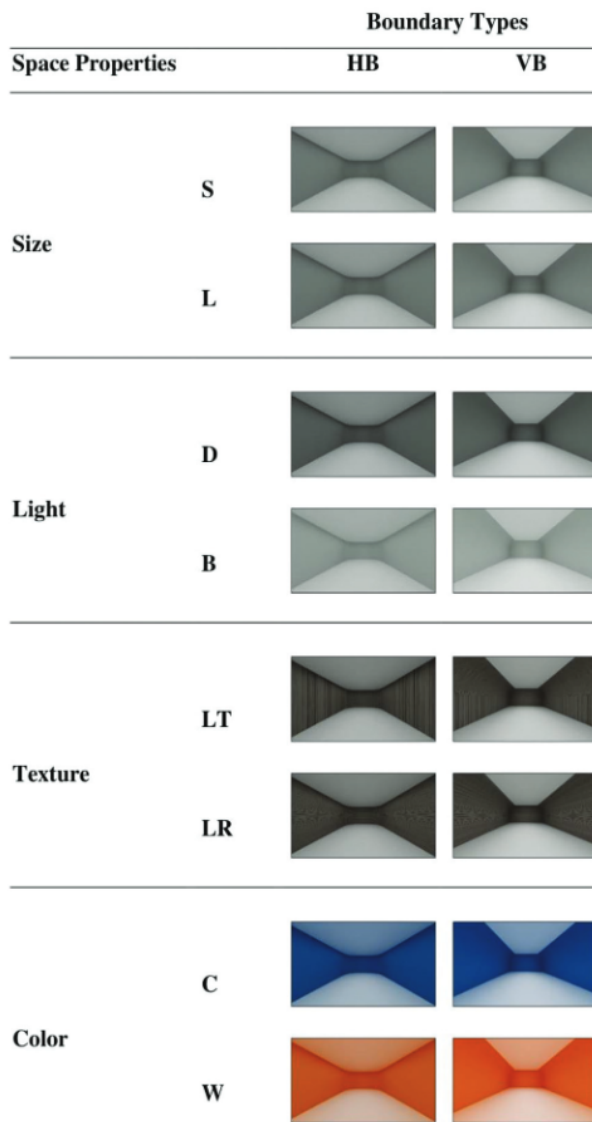 Boundary Types
Space Properties HB VB
S
Size
L
D
Light
B
LT
Texture
LR
C
Color
W